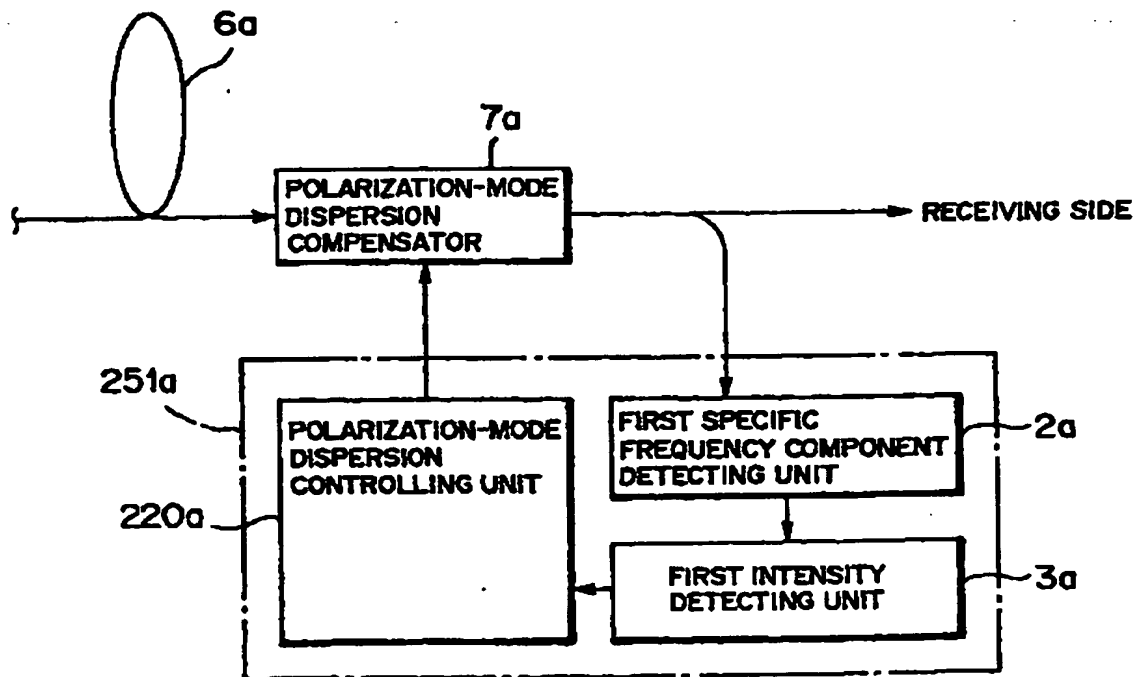 6a
7a
POLARIZATION-MODE
DISPERSION
COMPENSATOR
RECEIVING SIDE
251a
POLARIZATION-MODE
DISPERSION
CONTROLLING UNIT
220a
FIRST SPECIFIC
FREQUENCY COMPONENT
DETECTING UNIT
2a
FIRST INTENSITY
DETECTING UNIT
3a